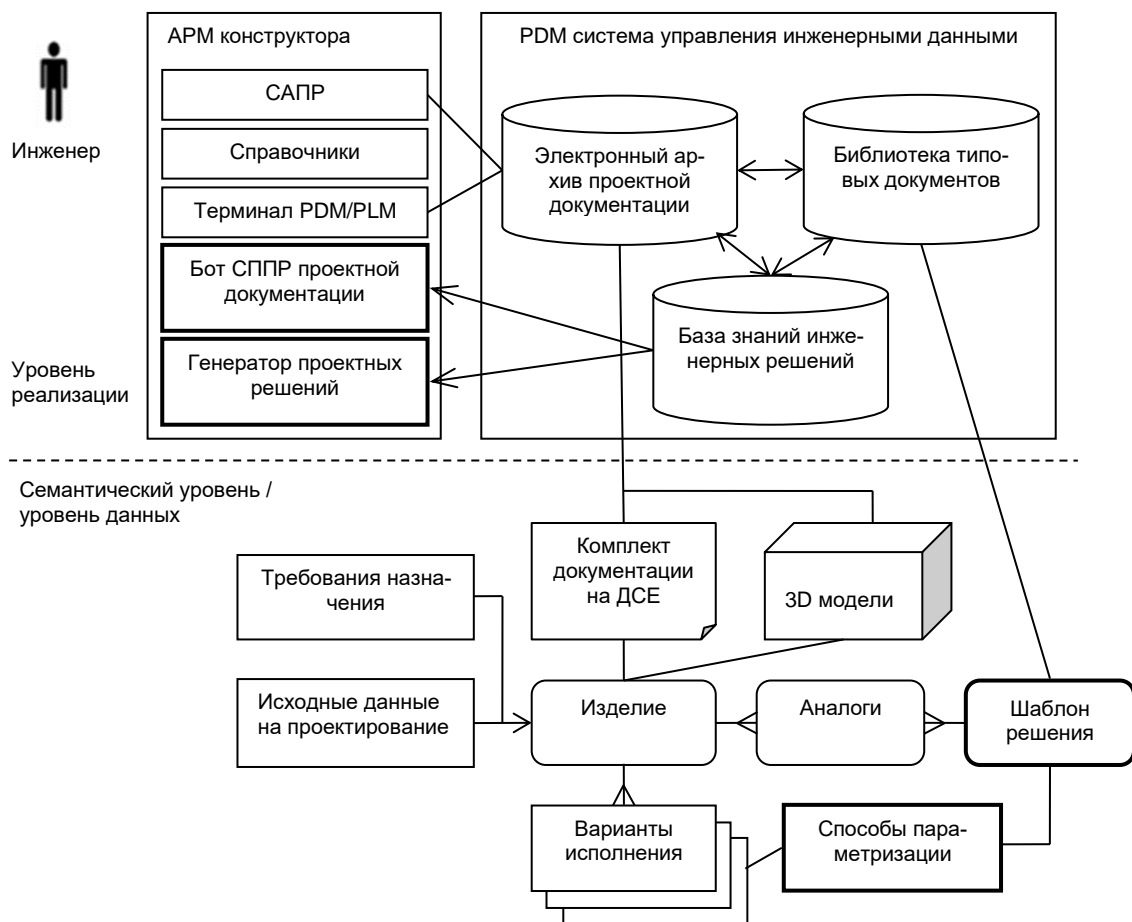 АРМ конструктора
PDM система управления инженерными данными
САПР
Инженер
Справочники
Терминал PDM/PLM
Электронный ар-
хив проектной
документации
Библиотека типо-
вых документов
Бот СППР проектной
документации
База знаний инже-
нерных решений
Уровень
реализации
Генератор проектных
решений
Семантический уровень /
уровень данных
Требования назна-
чения
Комплект
документации
на ДСЕ
3D модели
Исходные данные
на проектирование
Изделие
Аналоги
Шаблон
решения
Варианты
исполнения
Способы пара-
метризации